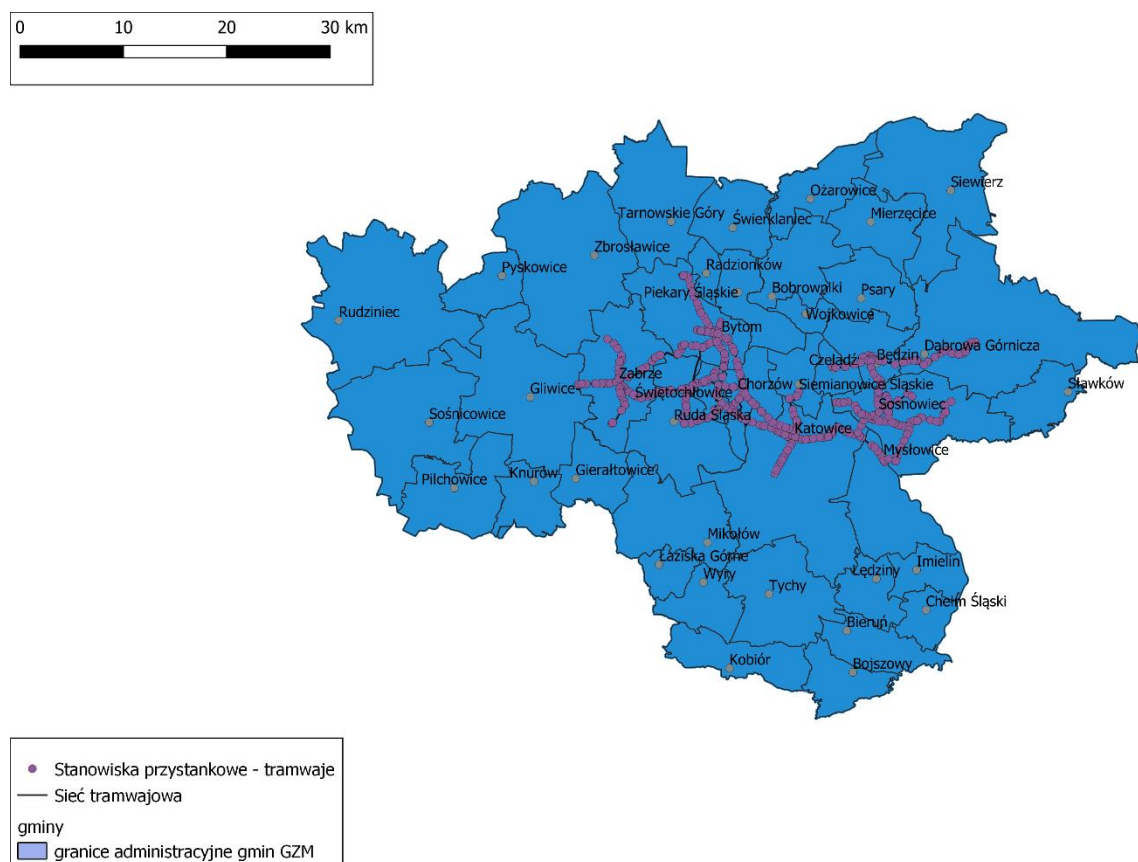 0 10 20 30 km
Siewierz
Ożarowice
Mierzęcice
Tarnowskie Góry
Świerklaniec
Zbrosławice
Radzionków
Pyskowice
Piekary Śląskie
Bobrowniki
Psary
Wojkowice
Rudziniec
Bytom
Dąbrowa Górnicza
Czeladź
Będzin
Zabrze
Gliwice
Świętochłowice
Chorzów
Siemianowice Śląskie
Sławków
Sosnowiec
Sośnicowice
Ruda Śląska
Katowice
Mysłowice
Pilchowice
Knurów
Gierałtowice
Mikołów
Łaziska Górne
Wyry
Tychy
Lędziny
Imielin
Chełm Śląski
Bieruń
Kobiór
Bojszowy
Stanowiska przystankowe - tramwaje
Sieć tramwajowa
gminy
granice administracyjne gmin GZM